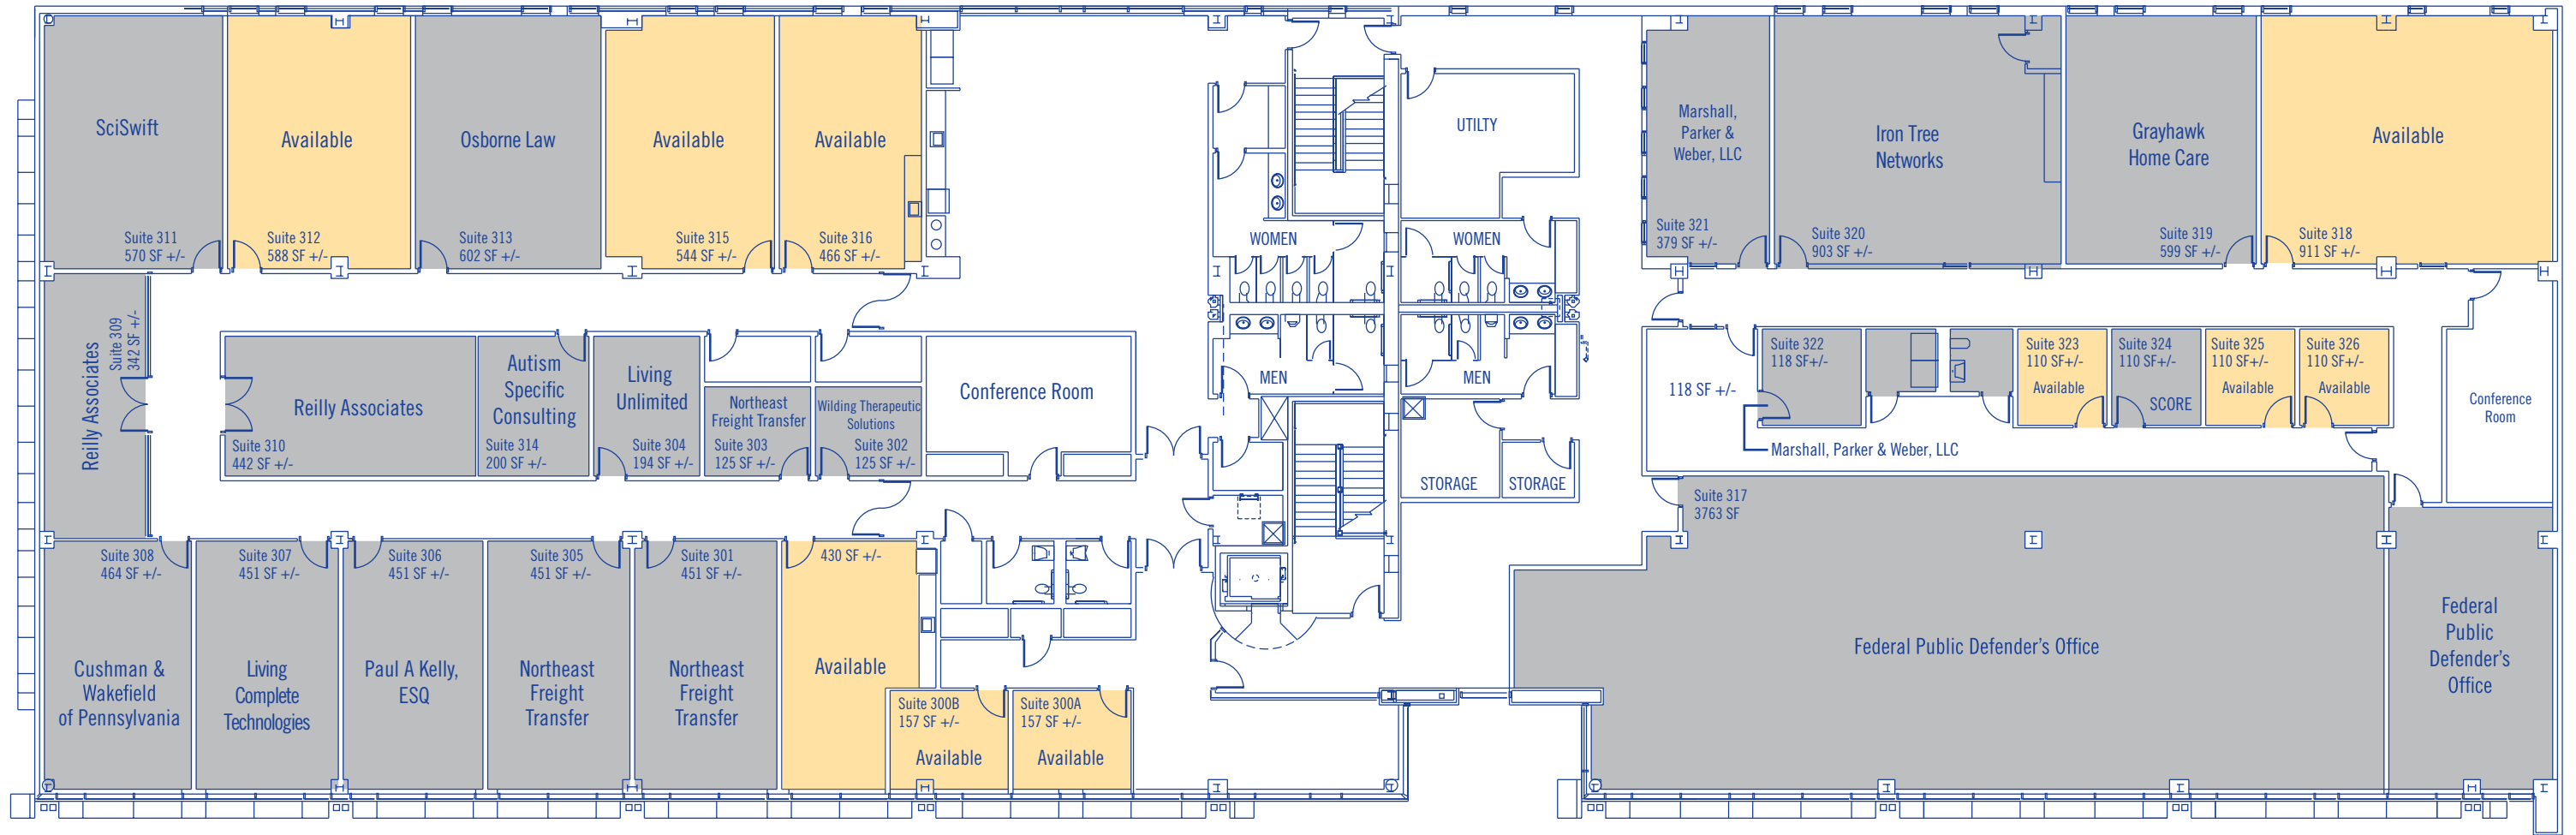 SciSwift
Suite 311
570 SF +/-
Available
Suite 312
588 SF +/-
Osborne Law
Suite 313
602 SF +/-
Available
Suite 315
544 SF +/-
Available
Suite 316
466 SF +/-
WOMEN
UTILTY
WOMEN
Marshall,
Parker &
Weber, LLC
Suite 321
379 SF +/-
Iron Tree
Networks
Suite 320
903 SF +/-
Grayhawk
Home Care
Suite 319
599 SF +/-
Available
Suite 318
911 SF +/-
Reilly Associates
Suite 309
342 SF +/-
Reilly Associates
Suite 310
442 SF +/-
Autism
Specific
Consulting
Suite 314
200 SF +/-
Living
Unlimited
Suite 304
194 SF +/-
Northeast
Freight Transfer
Suite 303
125 SF +/-
Wilding Therapeutic
Solutions
Suite 302
125 SF +/-
Conference Room
MEN
MEN
STORAGE
STORAGE
118 SF +/-
Suite 322
118 SF+/-
Marshall, Parker & Weber, LLC
Suite 323
110 SF+/-
Available
Suite 324
110 SF+/-
SCORE
Suite 325
110 SF+/-
Available
Suite 326
110 SF+/-
Available
Conference
Room
Suite 308
464 SF +/-
Cushman &
Wakefield
of Pennsylvania
Suite 307
451 SF +/-
Living
Complete
Technologies
Suite 306
451 SF +/-
Paul A Kelly,
ESQ
Suite 305
451 SF +/-
Northeast
Freight
Transfer
Suite 301
451 SF +/-
Northeast
Freight
Transfer
430 SF +/-
Available
Suite 300B
157 SF +/-
Available
Suite 300A
157 SF +/-
Available
Suite 317
3763 SF
Federal Public Defender's Office
Federal
Public
Defender's
Office